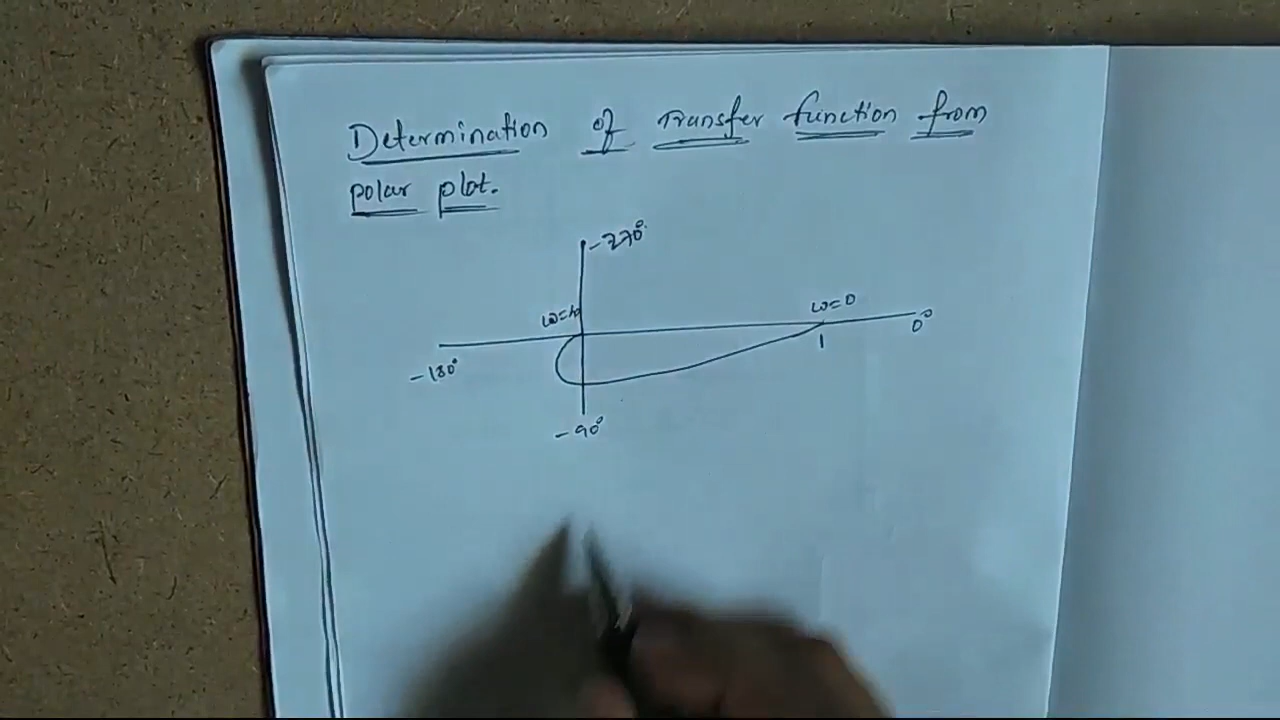 Determination of Transfer function from
polar plot.
-270°
ω=∞ ω=0
0°
1
-180°
-90°